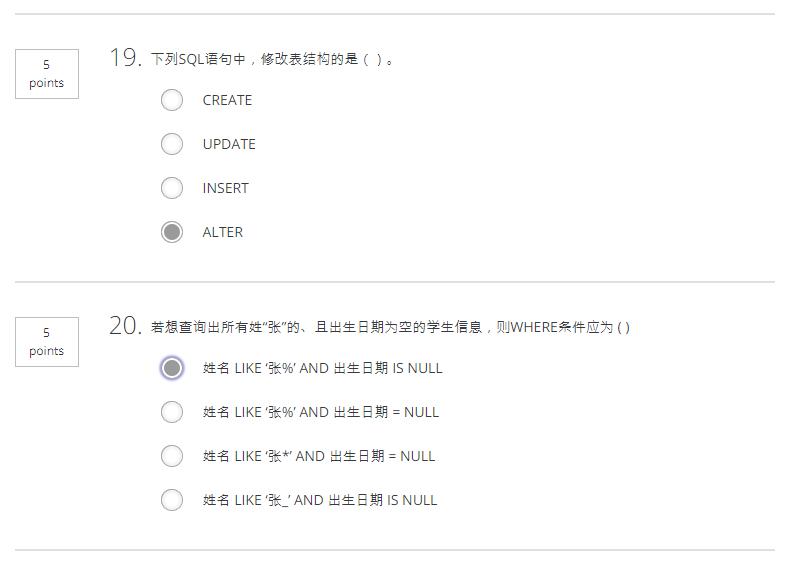 5
points
19. 下列SQL语句中，修改表结构的是（ ）。
CREATE
UPDATE
INSERT
ALTER
5
points
20. 若想查询出所有姓“张”的、且出生日期为空的学生信息，则WHERE条件应为 ( )
姓名 LIKE ‘张%’ AND 出生日期 IS NULL
姓名 LIKE ‘张%’ AND 出生日期 = NULL
姓名 LIKE ‘张*’ AND 出生日期 = NULL
姓名 LIKE ‘张_’ AND 出生日期 IS NULL